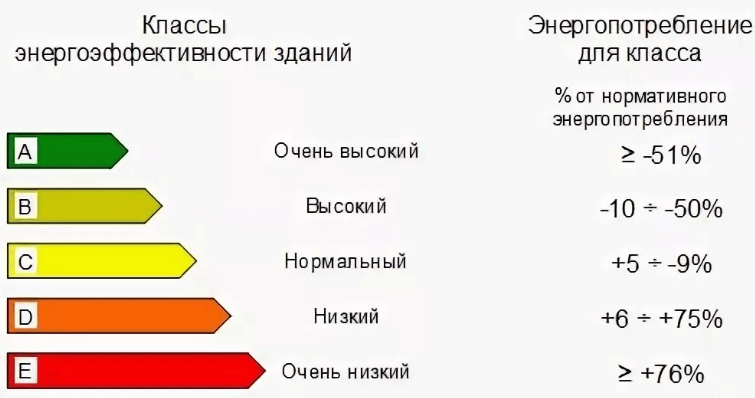 Классы
энергоэффективности зданий
Энергопотребление
для класса
% от нормативного
энергопотребления
A Очень высокий ≥ -51%
B Высокий -10 ÷ -50%
C Нормальный +5 ÷ -9%
D Низкий +6 ÷ +75%
E Очень низкий ≥ +76%